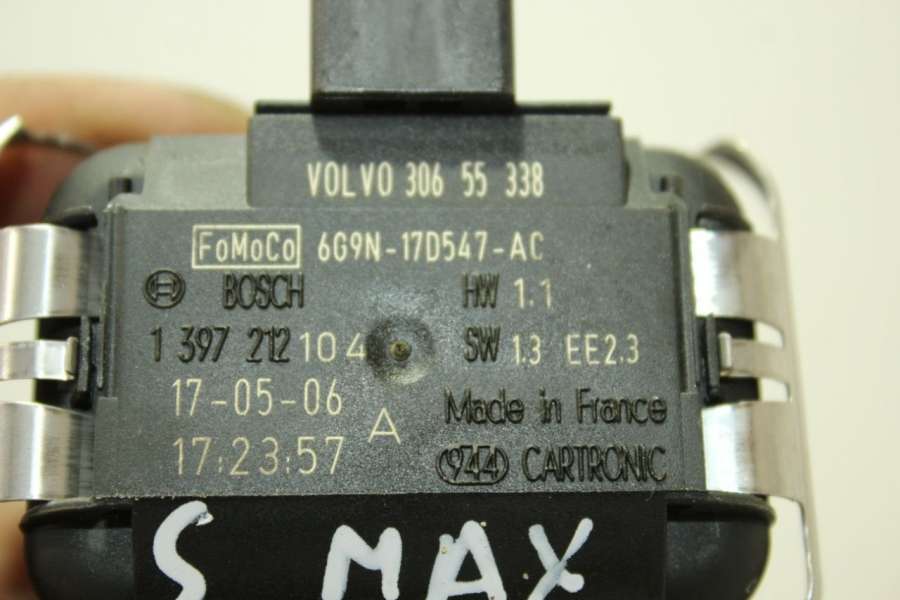 VOLVO 306 55 338
FoMoCo 6G9N-17D547-AC
BOSCH HW 1.1
1 397 212 104 SW 1.3 EE2.3
17-05-06 A Made in France
17:23:57 944 CARTRONIC
S MAX